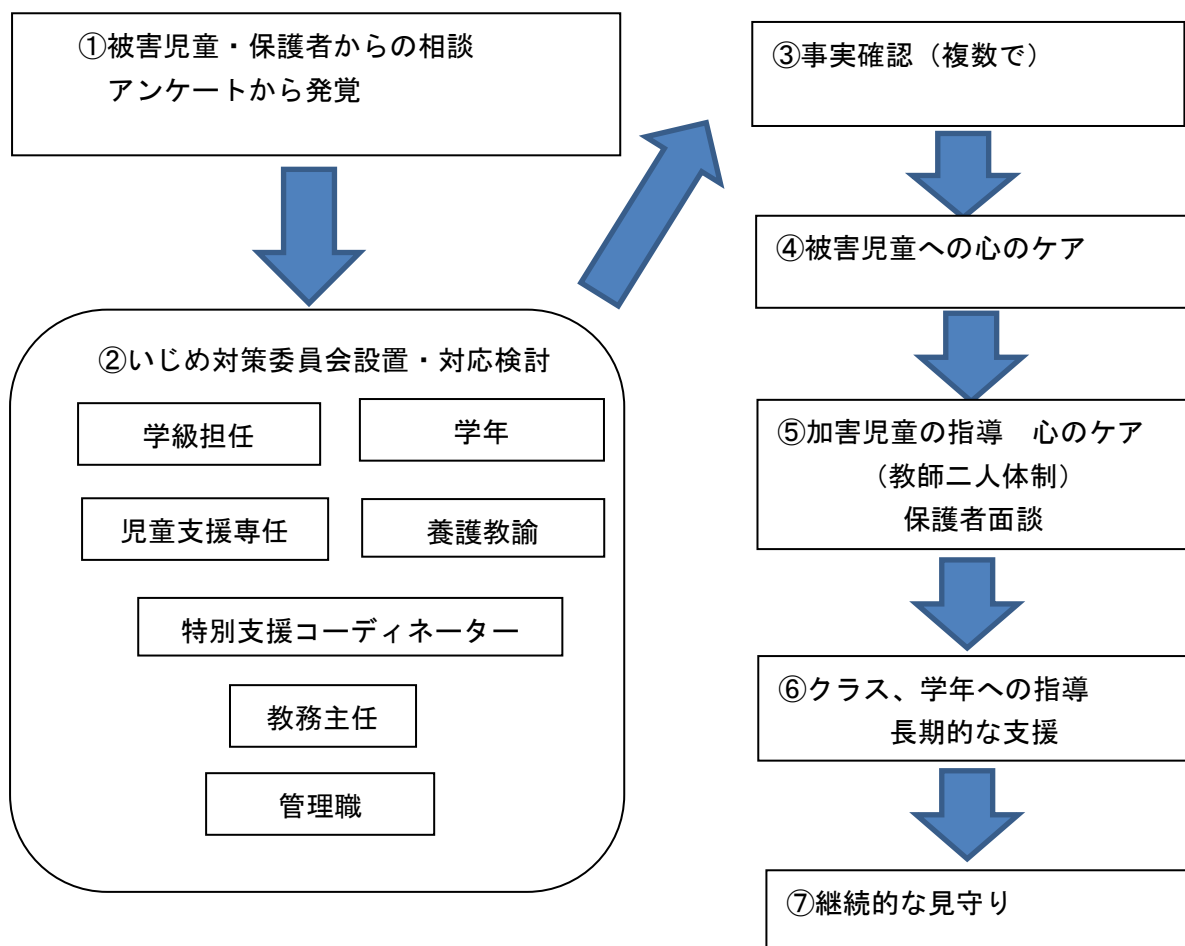 ①被害児童・保護者からの相談
アンケートから発覚
②いじめ対策委員会設置・対応検討
学級担任
学年
児童支援専任
養護教諭
特別支援コーディネーター
教務主任
管理職
③事実確認（複数で）
④被害児童への心のケア
⑤加害児童の指導　心のケア
（教師二人体制）
保護者面談
⑥クラス、学年への指導
長期的な支援
⑦継続的な見守り